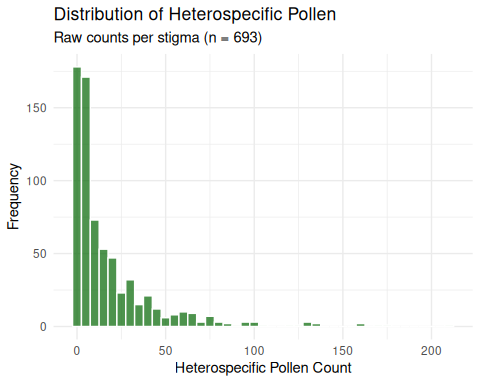 Distribution of Heterospecific Pollen
Raw counts per stigma (n = 693)
150
100
50
0
Frequency
0 50 100 150 200
Heterospecific Pollen Count